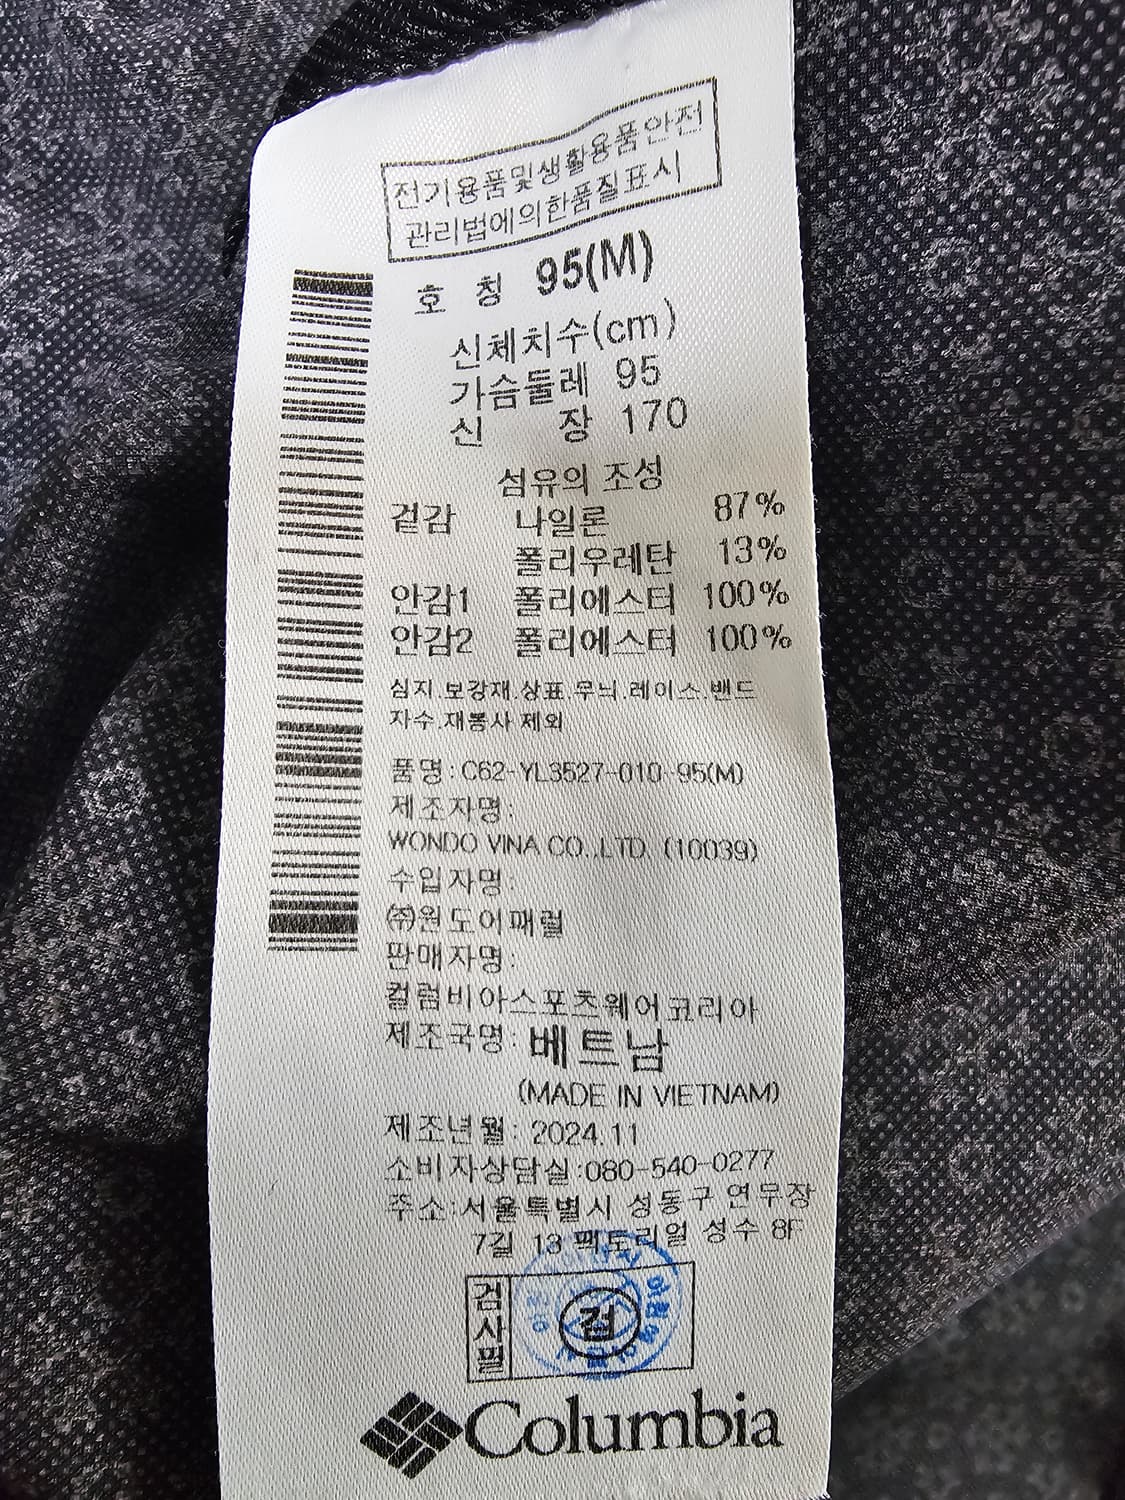 전기용품및생활용품안전
관리법에의한품질표시
호 칭 95(M)
신체치수(cm)
가슴둘레 95
신 장 170
섬유의 조성
겉감 나일론 87%
폴리우레탄 13%
안감1 폴리에스터 100%
안감2 폴리에스터 100%
심지.보강재.상표.무늬.레이스.밴드
자수.재봉사 제외
품명:C62-YL3527-010-95(M)
제조자명:
WONDO VINA CO.,LTD. (10039)
수입자명:
㈜원도어패럴
판매자명:
컬럼비아스포츠웨어코리아
제조국명: 베트남
(MADE IN VIETNAM)
제조년월: 2024.11
소비자상담실:080-540-0277
주소:서울특별시 성동구 연무장
7길 13 팩토리얼 성수 8F
검사필
검
Columbia